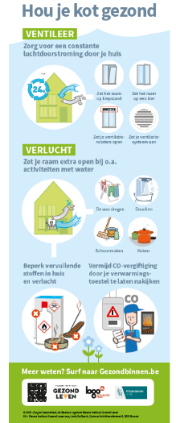 Hou je kot gezond
VENTILEER
Zorg voor een constante
luchtdoorstroming door je huis
24u
Zet het raam
op kiepstand
Zet het raam
op een kier
Zet je ventilatie
roosters open
Zet je ventilatie
systeem aan
VERLUCHT
Zet je raam extra open bij o.a.
activiteiten met water
Was drogen
Douchen
Schoonmaken
Koken
Beperk vervuilende
stoffen in huis
en verlucht
Vermijd CO-vergiftiging
door je verwarmings-
toestel te laten nakijken
CO
Meer weten? Surf naar Gezondbinnen.be
GEZOND
LEVEN
logo